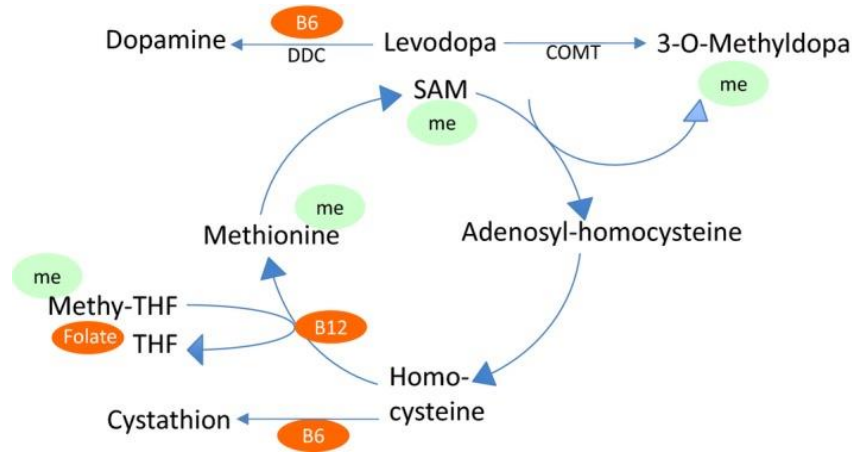 B6
Dopamine
DDC
Levodopa
COMT
3-O-Methyldopa
me
SAM
me
me
Methionine
Adenosyl-homocysteine
me
Methy-THF
Folate
THF
B12
Homo-
cysteine
Cystathion
B6